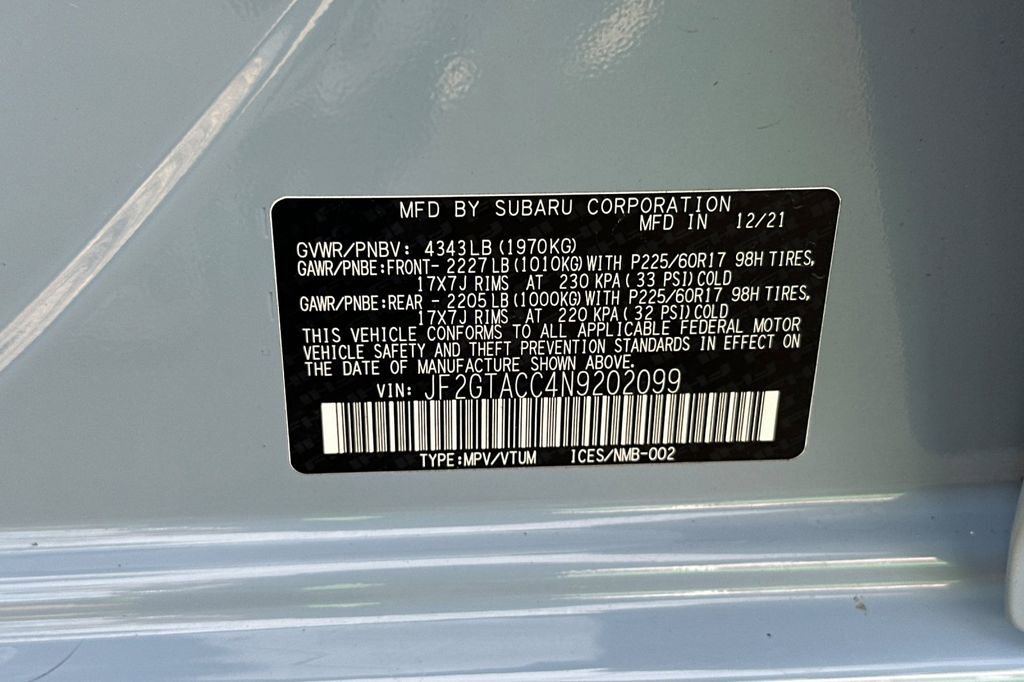 MFD BY SUBARU CORPORATION
MFD IN 12/21
GVWR/PNBV: 4343LB (1970KG)
GAWR/PNBE:FRONT- 2227LB (1010KG) WITH P225/60R17 98H TIRES,
17X7J RIMS AT 230 KPA (33 PSI) COLD
GAWR/PNBE:REAR - 2205LB (1000KG) WITH P225/60R17 98H TIRES,
17X7J RIMS AT 220 KPA (32 PSI) COLD
THIS VEHICLE CONFORMS TO ALL APPLICABLE FEDERAL MOTOR
VEHICLE SAFETY AND THEFT PREVENTION STANDARDS IN EFFECT ON
THE DATE OF MANUFACTURE SHOWN ABOVE.
VIN: JF2GTACC4N9202099
TYPE:MPV/VTUM ICES/NMB-002